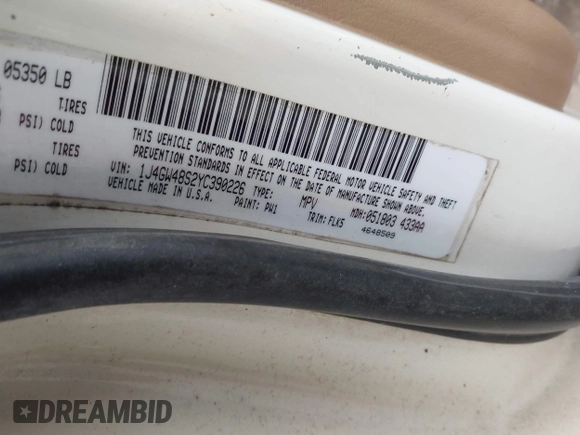 05350 LB
TIRES
PSI) COLD
TIRES
PSI) COLD
THIS VEHICLE CONFORMS TO ALL APPLICABLE FEDERAL MOTOR VEHICLE SAFETY AND THEFT
PREVENTION STANDARDS IN EFFECT ON THE DATE OF MANUFACTURE SHOWN ABOVE.
VIN: 1J4GW48S2YC390226 TYPE: MPV MDH:051803 433AA
VEHICLE MADE IN U.S.A. PAINT: PW1 TRIM: FLK5 4648509
DREAMBID